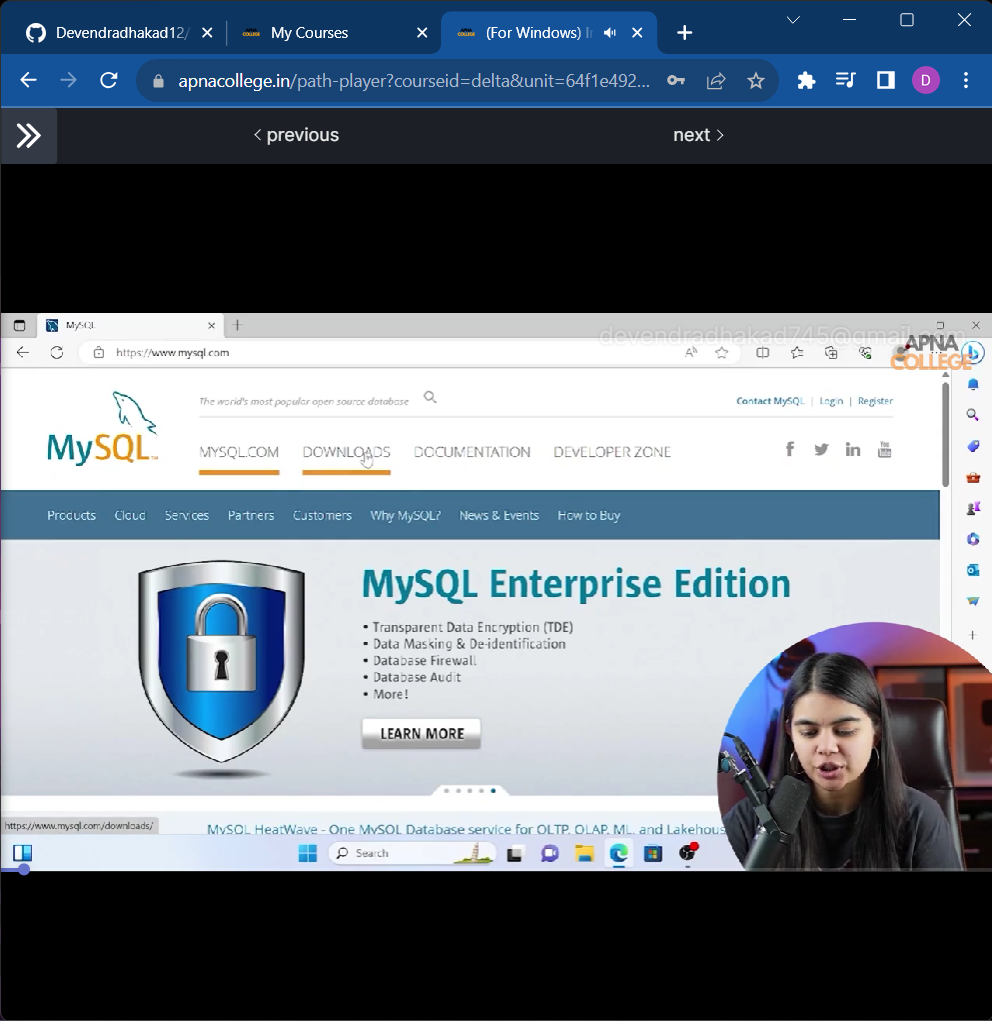 Devendradhakad12/
My Courses
(For Windows) I
apnacollege.in/path-player?courseid=delta&unit=64f1e492...
D
< previous
next >
MySQL
devendradhakad745@gmail.com
https://www.mysql.com
APNA
COLLEGE
The world's most popular open source database
Contact MySQL | Login | Register
MySQL™
MYSQL.COM DOWNLOADS DOCUMENTATION DEVELOPER ZONE
f in You Tube
Products Cloud Services Partners Customers Why MySQL? News & Events How to Buy
MySQL Enterprise Edition
• Transparent Data Encryption (TDE)
• Data Masking & De-identification
• Database Firewall
• Database Audit
• More!
LEARN MORE
https://www.mysql.com/downloads/
MySQL HeatWave - One MySQL Database service for OLTP, OLAP, ML, and Lakehous
Search